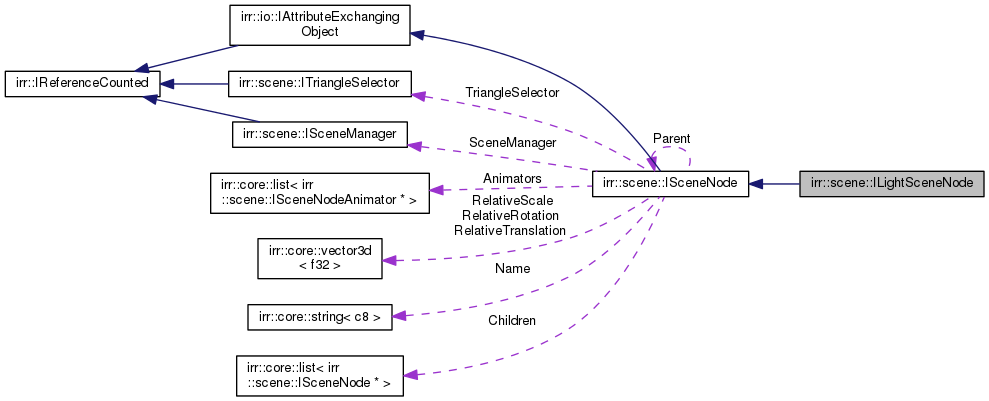 irr::io::IAttributeExchanging
Object
irr::IReferenceCounted
irr::scene::ITriangleSelector
TriangleSelector
irr::scene::ISceneManager
SceneManager
Parent
irr::core::list< irr
::scene::ISceneNodeAnimator * >
Animators
irr::scene::ISceneNode
irr::scene::ILightSceneNode
RelativeScale
RelativeRotation
RelativeTranslation
irr::core::vector3d
< f32 >
Name
irr::core::string< c8 >
Children
irr::core::list< irr
::scene::ISceneNode * >